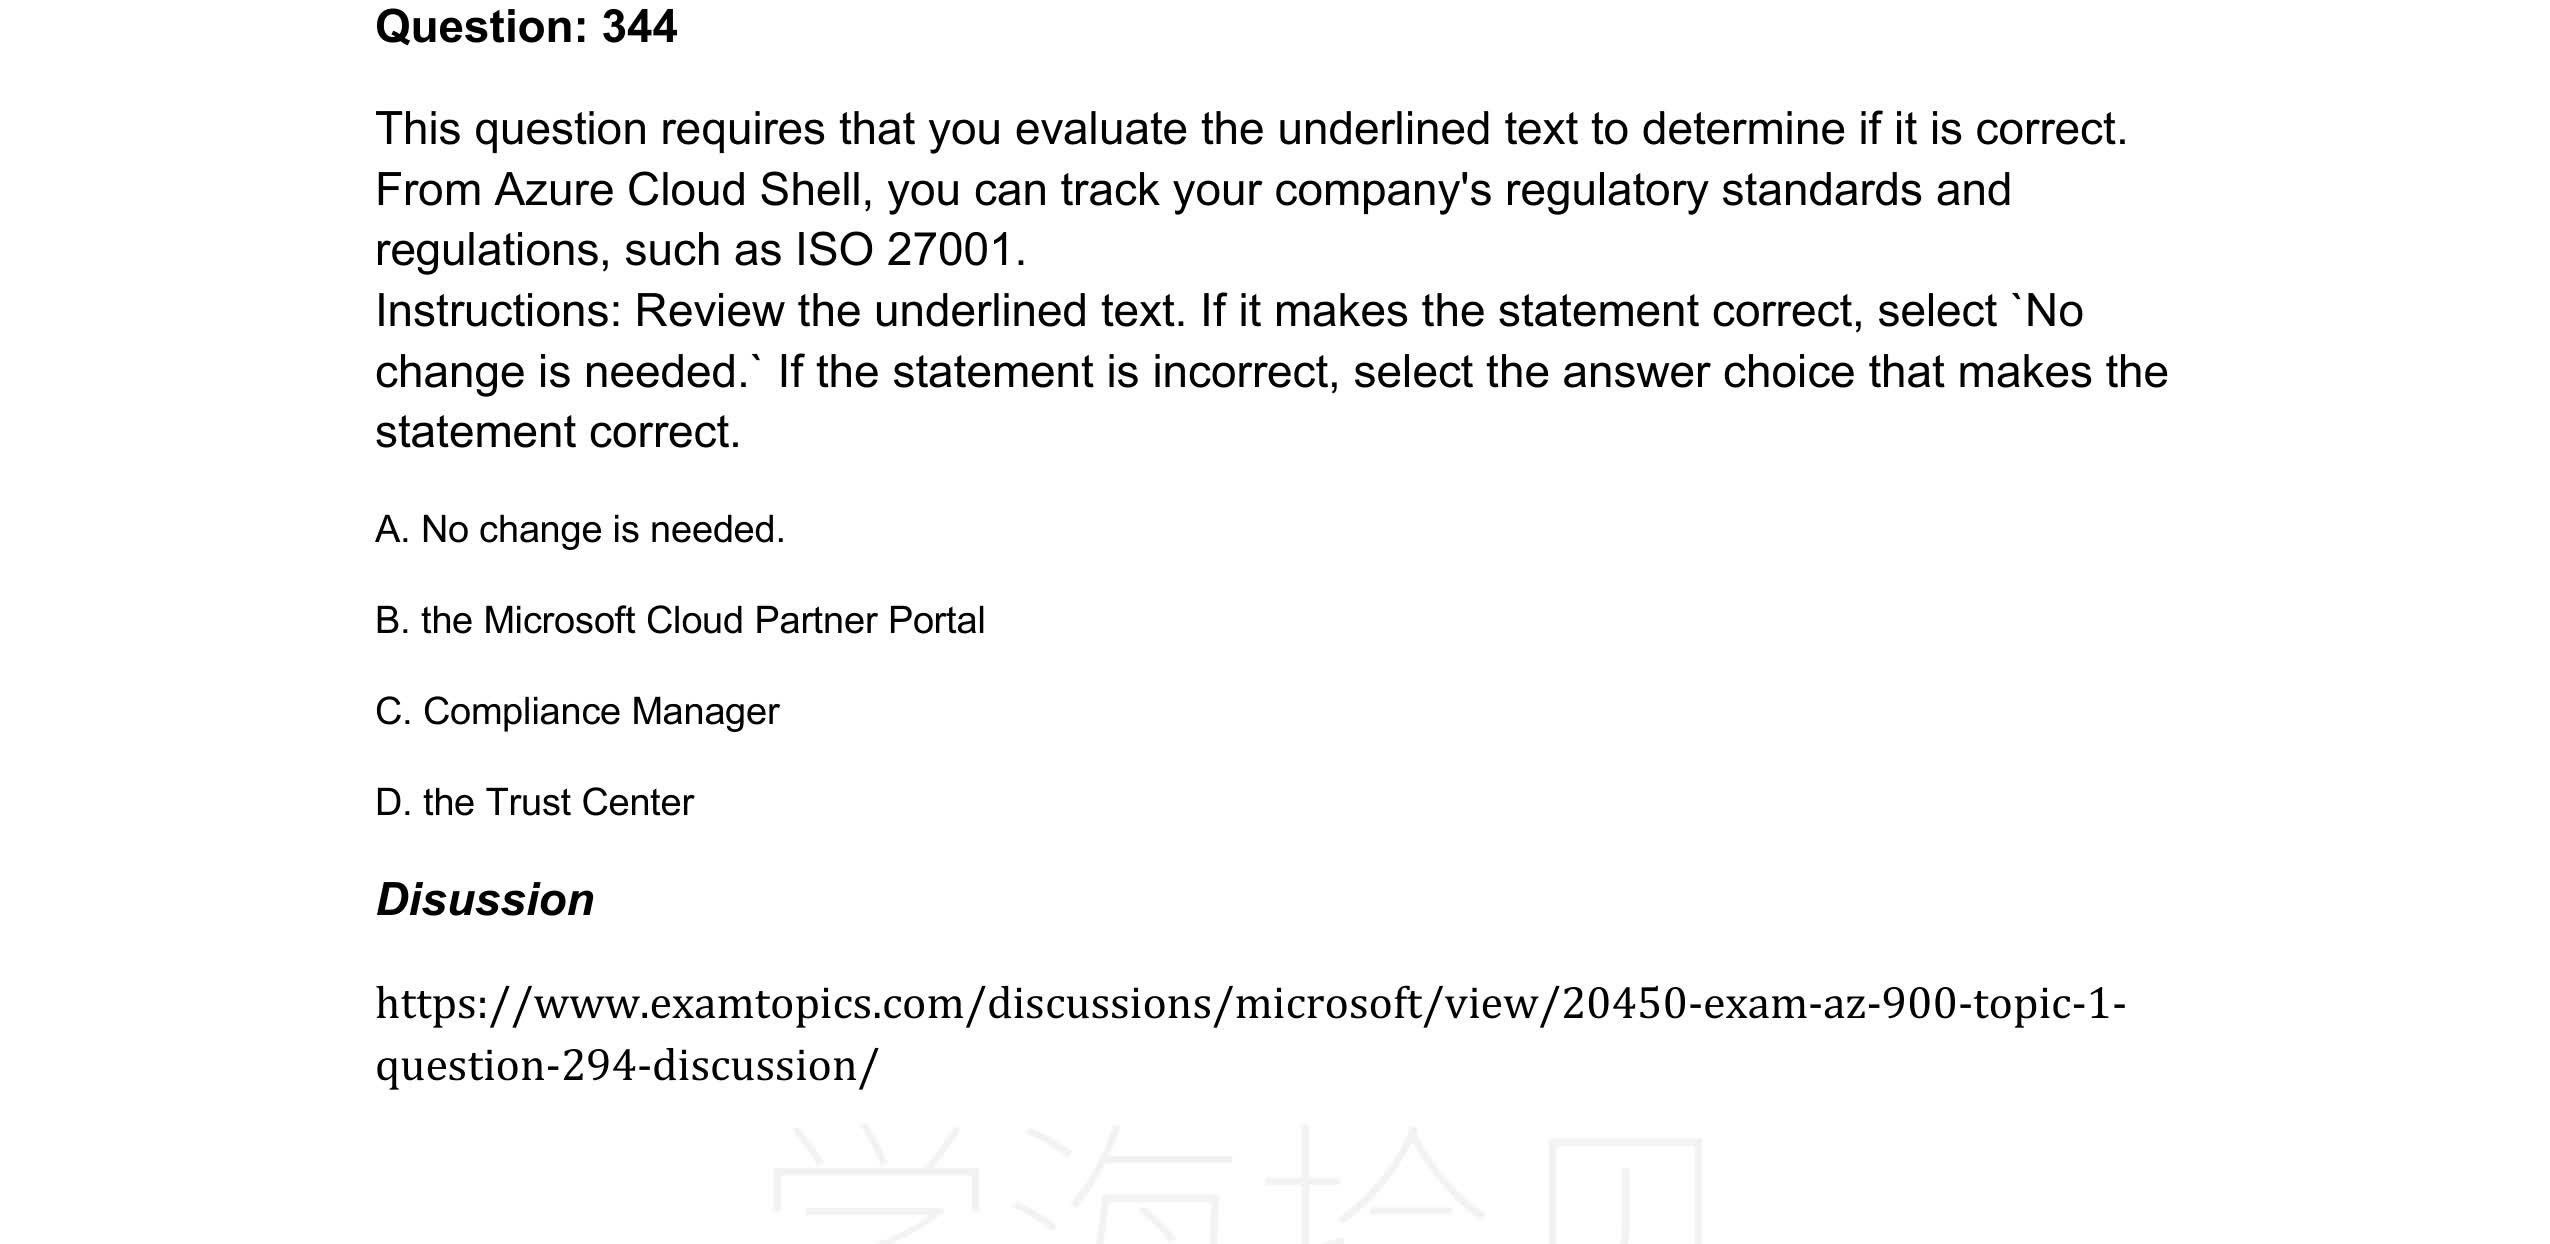 Question: 344
This question requires that you evaluate the underlined text to determine if it is correct.
From Azure Cloud Shell, you can track your company's regulatory standards and
regulations, such as ISO 27001.
Instructions: Review the underlined text. If it makes the statement correct, select `No
change is needed.` If the statement is incorrect, select the answer choice that makes the
statement correct.
A. No change is needed.
B. the Microsoft Cloud Partner Portal
C. Compliance Manager
D. the Trust Center
Disussion
https://www.examtopics.com/discussions/microsoft/view/20450-exam-az-900-topic-1-
question-294-discussion/
学海拾贝